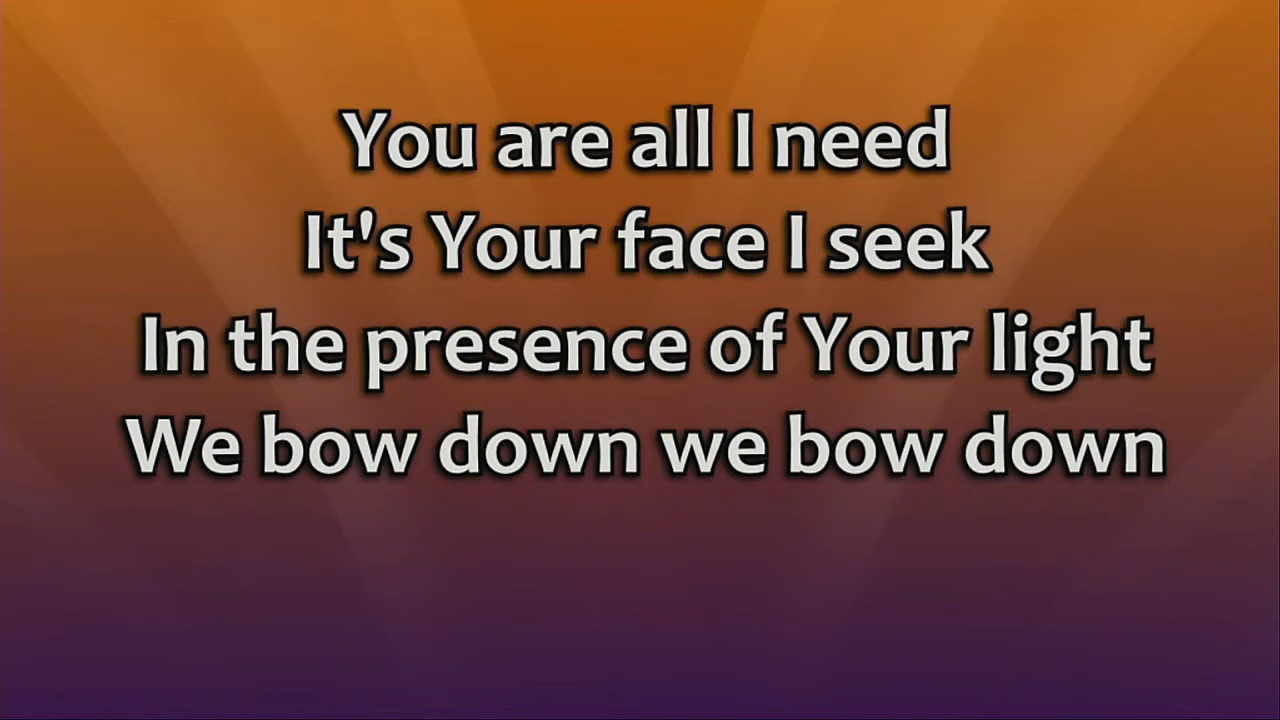 You are all I need
It's Your face I seek
In the presence of Your light
We bow down we bow down